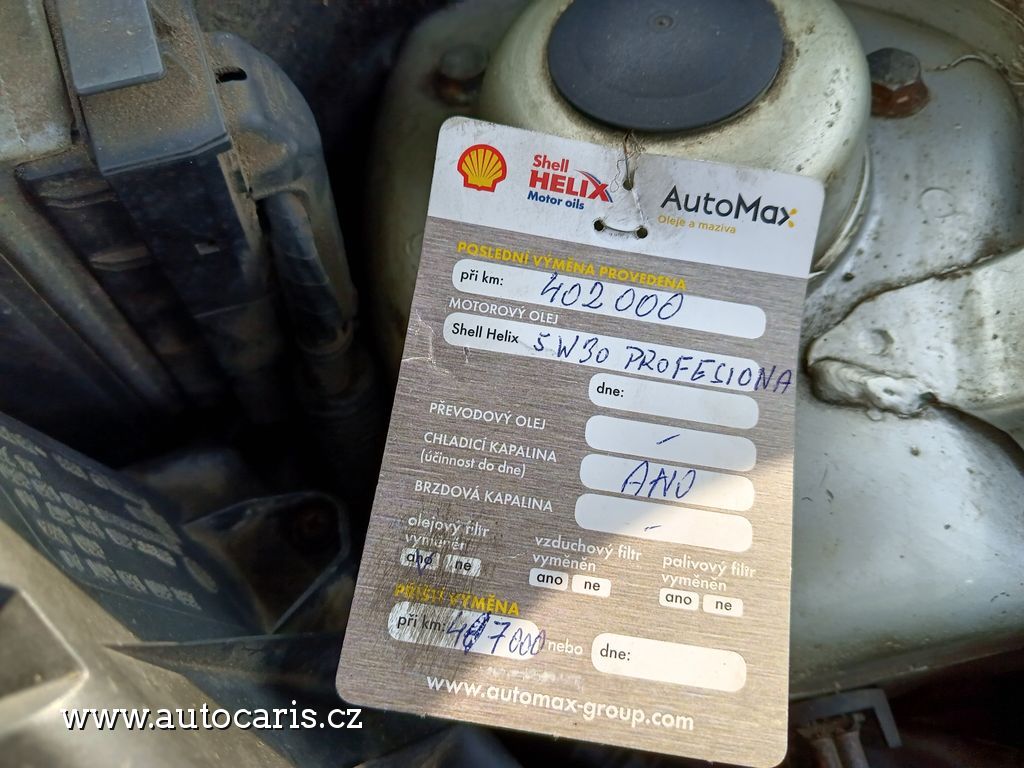 Shell
HELIX
Motor oils
AutoMax
Oleje a maziva
POSLEDNÍ VÝMĚNA PROVEDENA
při km: 402 000
MOTOROVÝ OLEJ
Shell Helix 5W30 PROFESIONA
dne:
PŘEVODOVÝ OLEJ -
CHLADICÍ KAPALINA
(účinnost do dne) ANO
BRZDOVÁ KAPALINA -
olejový filtr
vyměněn
ano ne
vzduchový filtr
vyměněn
ano ne
palivový filtr
vyměněn
ano ne
PŘÍŠTÍ VÝMĚNA
při km: 417 000 nebo dne:
www.automax-group.com
www.autocaris.cz